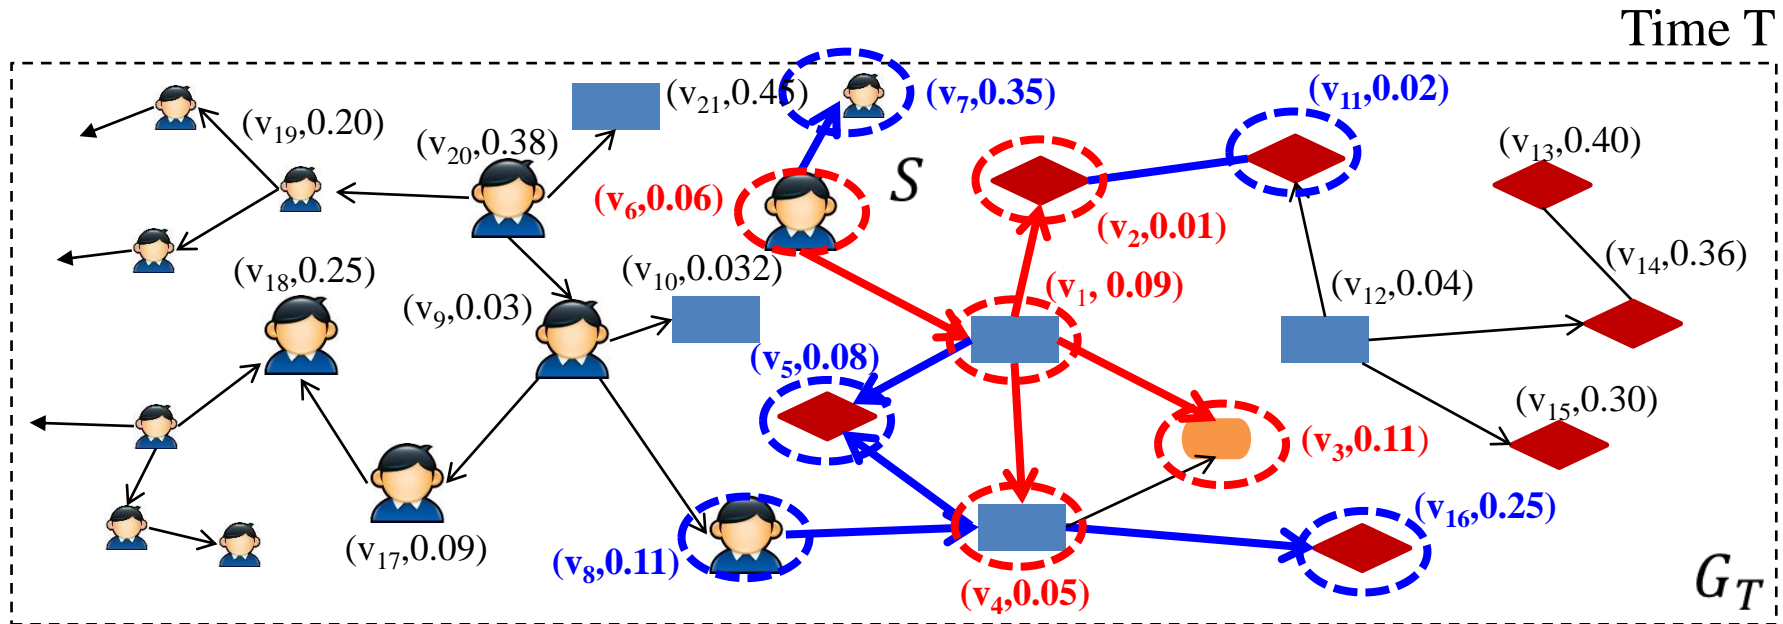 Time T
(v7,0.35)
(v11,0.02)
(v21,0.45)
(v19,0.20)
(v20,0.38)
(v13,0.40)
S
(v6,0.06)
(v2,0.01)
(v14,0.36)
(v18,0.25)
(v10,0.032)
(v1, 0.09)
(v12,0.04)
(v9,0.03)
(v5,0.08)
(v15,0.30)
(v3,0.11)
(v16,0.25)
(v17,0.09)
(v8,0.11)
(v4,0.05)
GT